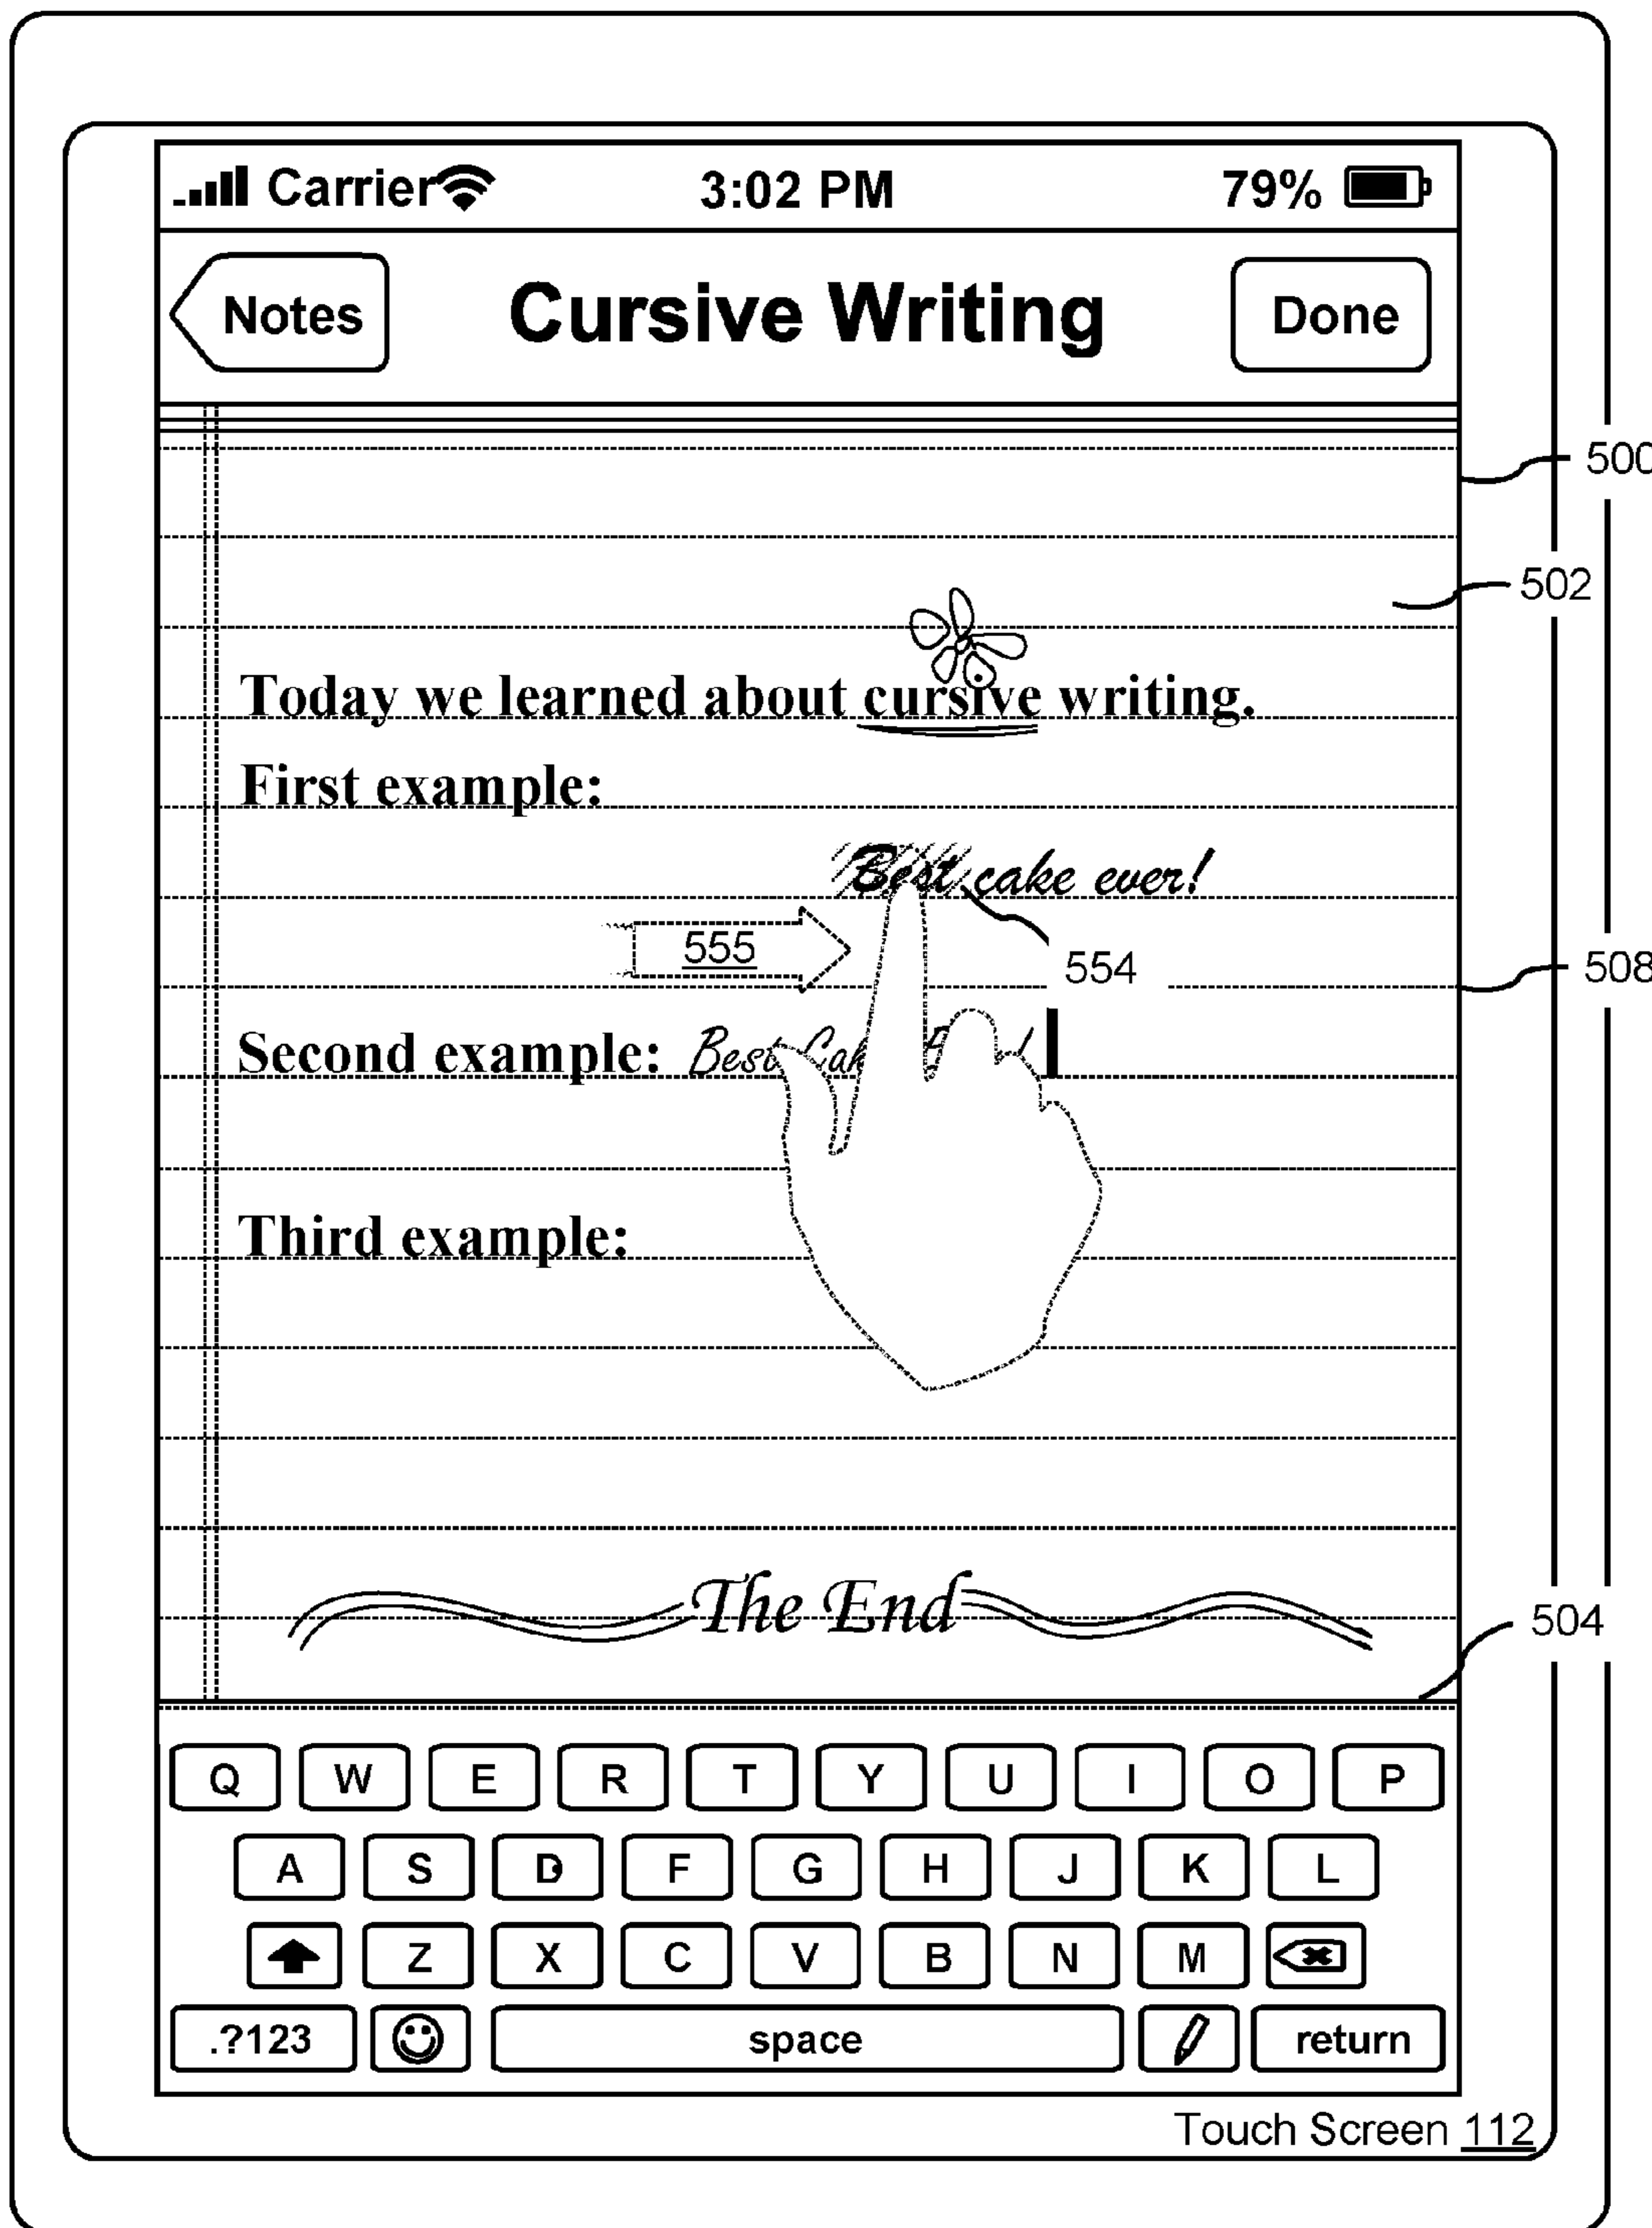 Carrier 3:02 PM 79%
Notes Cursive Writing Done
500
502
Today we learned about cursive writing.
First example:
Best cake ever!
555
554
508
Second example: Best
Third example:
The End
504
Q W E R T Y U I O P
A S D F G H J K L
Z X C V B N M
.?123 space return
Touch Screen 112